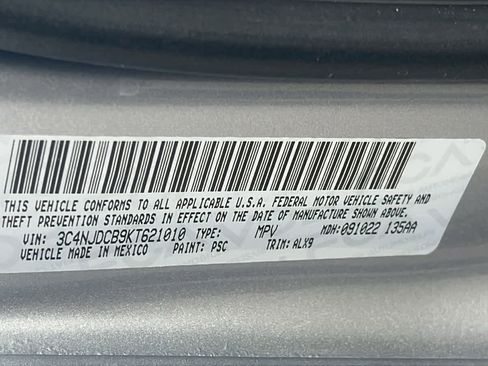 THIS VEHICLE CONFORMS TO ALL APPLICABLE U.S.A. FEDERAL MOTOR VEHICLE SAFETY AND
THEFT PREVENTION STANDARDS IN EFFECT ON THE DATE OF MANUFACTURE SHOWN ABOVE.
VIN: 3C4NJDCB9KT621010 TYPE: MPV MDH: 091022 135AA
VEHICLE MADE IN MEXICO PAINT: PSC TRIM: ALX9